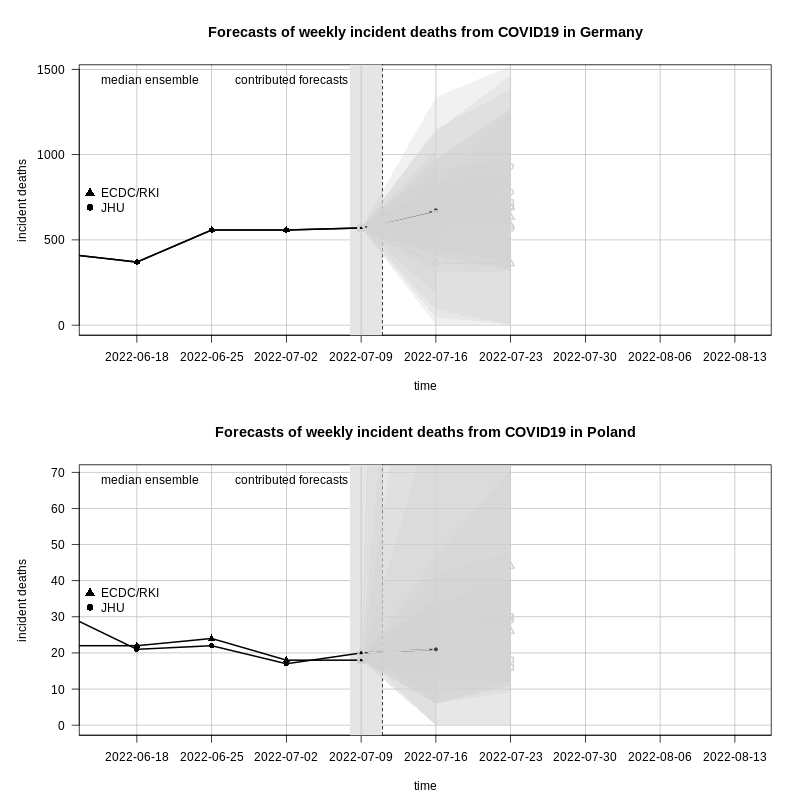 Forecasts of weekly incident deaths from COVID19 in Germany
median ensemble contributed forecasts
1500
1000
500
0
incident deaths
ECDC/RKI
JHU
2022-06-18 2022-06-25 2022-07-02 2022-07-09 2022-07-16 2022-07-23 2022-07-30 2022-08-06 2022-08-13
time
Forecasts of weekly incident deaths from COVID19 in Poland
median ensemble contributed forecasts
70
60
50
40
30
20
10
0
incident deaths
ECDC/RKI
JHU
2022-06-18 2022-06-25 2022-07-02 2022-07-09 2022-07-16 2022-07-23 2022-07-30 2022-08-06 2022-08-13
time